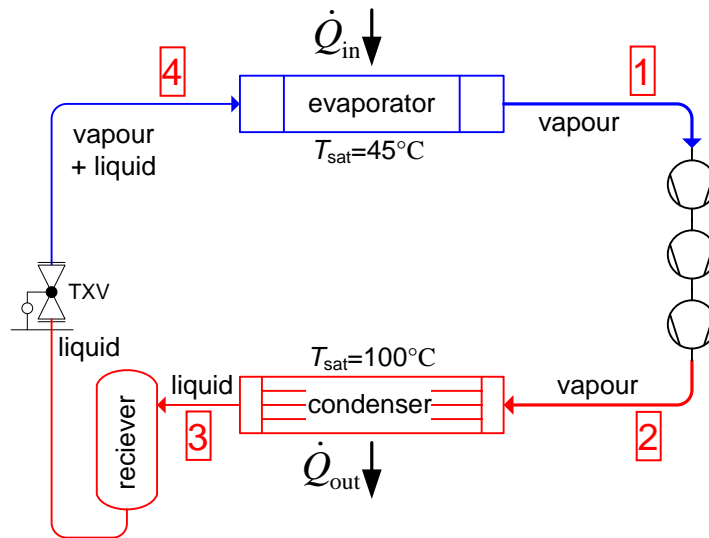 Q̇in
4
1
evaporator
vapour
vapour
+ liquid
Tsat=45°C
TXV
liquid
Tsat=100°C
liquid
condenser
vapour
reciever
3
2
Q̇out